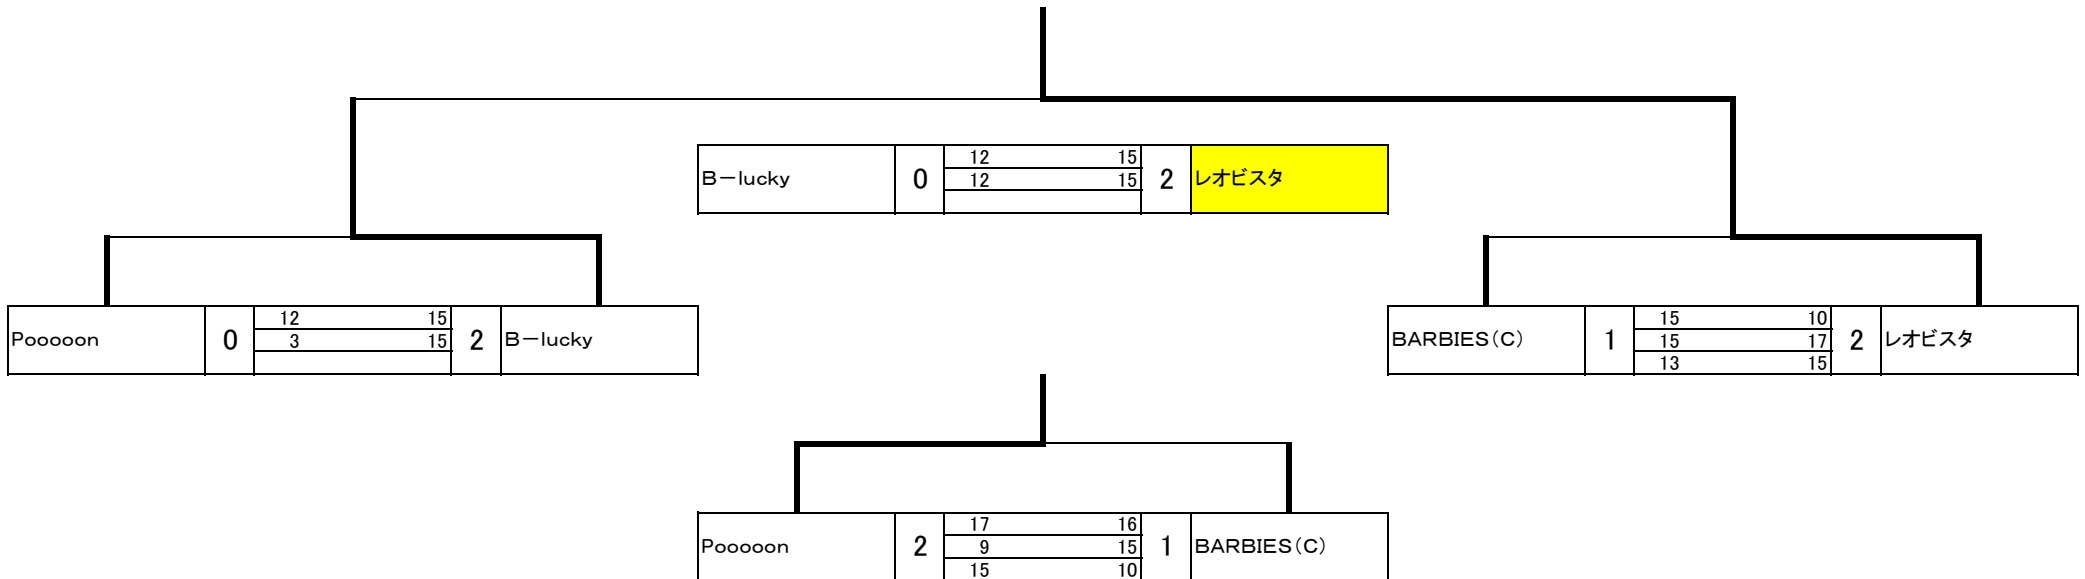 12 15
B－lucky 0 12 15 2 レオビスタ
12 15 15 10
Pooooon 0 3 15 2 B－lucky BARBIES(C) 1 15 17 2 レオビスタ
13 15
17 16
Pooooon 2 9 15 1 BARBIES(C)
15 10